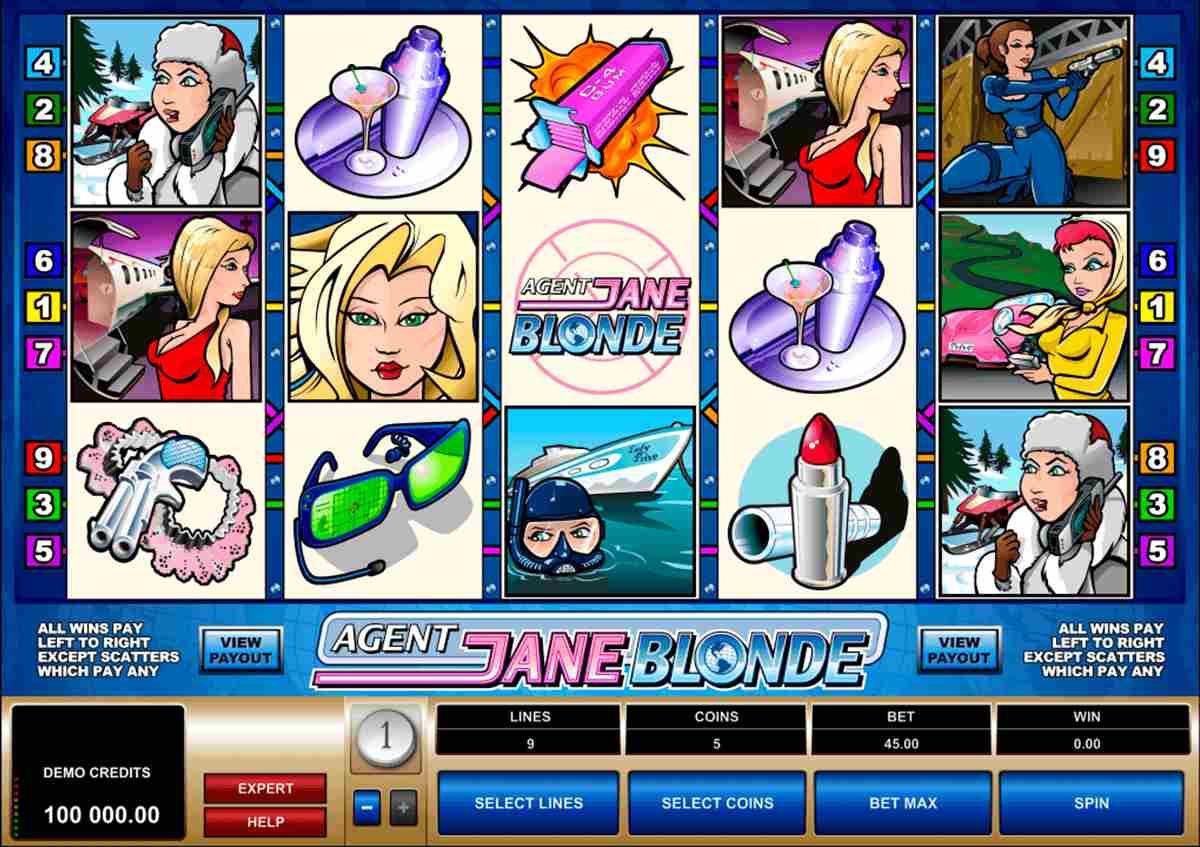 4
2
8
6
1
7
9
3
5
D-4
GUM
AGENT JANE
BLONDE
4
2
9
6
1
7
8
3
5
ALL WINS PAY
LEFT TO RIGHT
EXCEPT SCATTERS
WHICH PAY ANY
VIEW
PAYOUT
AGENT JANE BLONDE
VIEW
PAYOUT
ALL WINS PAY
LEFT TO RIGHT
EXCEPT SCATTERS
WHICH PAY ANY
DEMO CREDITS
100 000.00
EXPERT
HELP
1
-
+
LINES
9
COINS
5
BET
45.00
WIN
0.00
SELECT LINES
SELECT COINS
BET MAX
SPIN